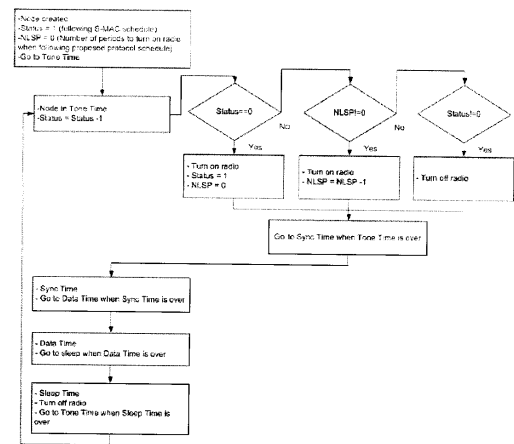 -Node created
-Status = 1 (following S-MAC schedule)
-NLSP = 0 (Number of periods to turn on radio
when following proposed protocol schedule)
-Go to Tone Time
-Node in Tone Time
-Status = Status -1
Status==0
No
NLSP!=0
No
Status!=0
Yes
Yes
Yes
- Turn on radio
- Status = 1
- NLSP = 0
- Turn on radio
- NLSP = NLSP -1
- Turn off radio
Go to Sync Time when Tone Time is over
- Sync Time
- Go to Data Time when Sync Time is over
- Data Time
- Go to sleep when Data Time is over
- Sleep Time
- Turn off radio
- Go to Tone Time when Sleep Time is
over